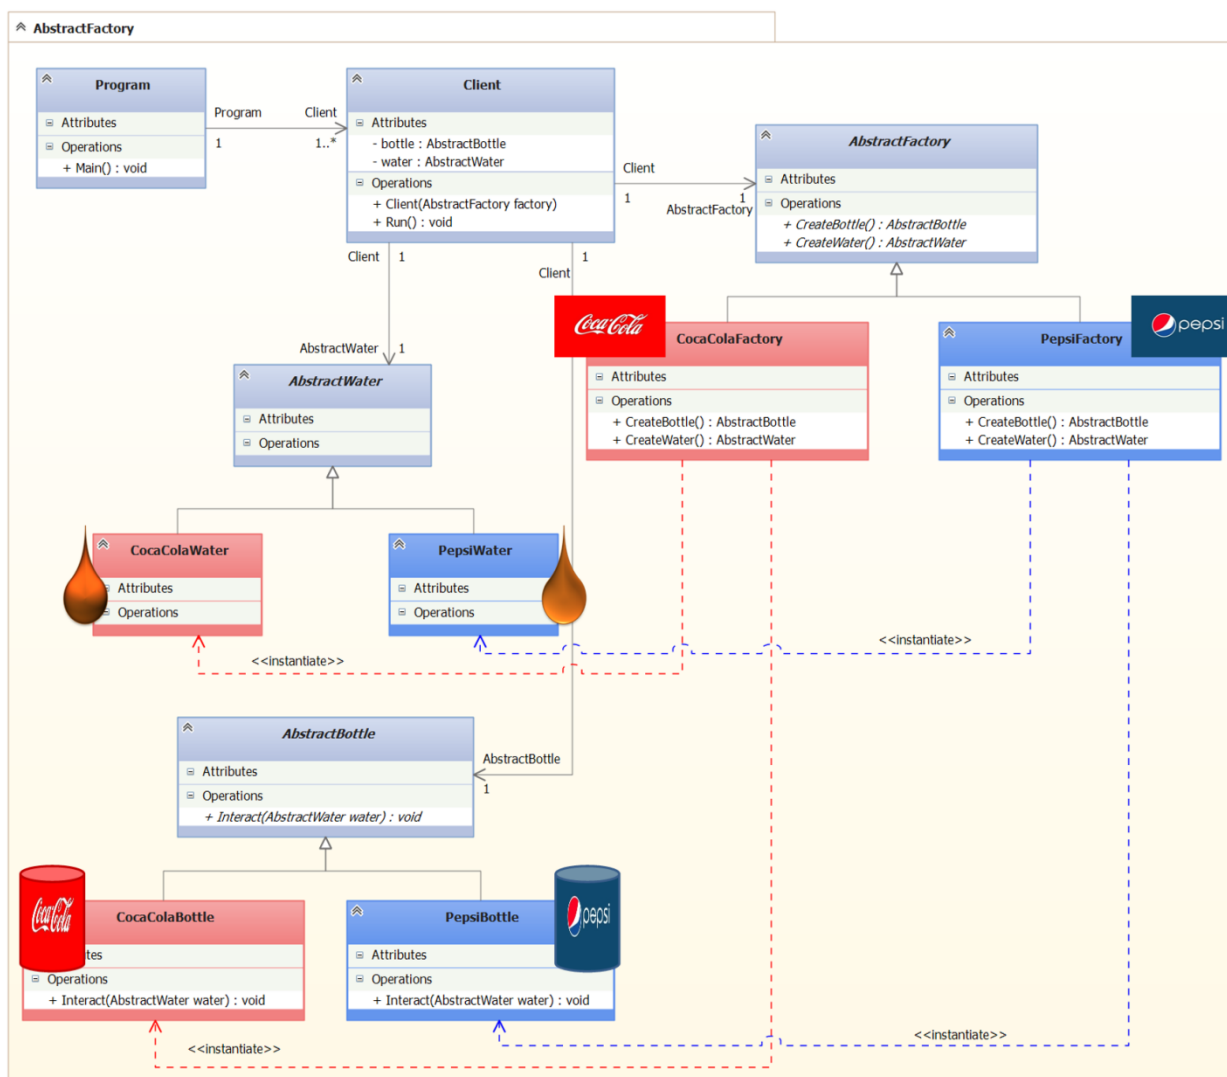 AbstractFactory
Program
Attributes
Operations
+ Main() : void
Program
1
Client
1..*
Client
Attributes
- bottle : AbstractBottle
- water : AbstractWater
Operations
+ Client(AbstractFactory factory)
+ Run() : void
Client
1
1
AbstractFactory
AbstractFactory
Attributes
Operations
+ CreateBottle() : AbstractBottle
+ CreateWater() : AbstractWater
Client
1
1
Client
Coca-Cola
CocaColaFactory
Attributes
Operations
+ CreateBottle() : AbstractBottle
+ CreateWater() : AbstractWater
pepsi
PepsiFactory
Attributes
Operations
+ CreateBottle() : AbstractBottle
+ CreateWater() : AbstractWater
AbstractWater
1
AbstractWater
Attributes
Operations
CocaColaWater
Attributes
Operations
PepsiWater
Attributes
Operations
<<instantiate>>
<<instantiate>>
AbstractBottle
Attributes
Operations
+ Interact(AbstractWater water) : void
AbstractBottle
1
Coca-Cola
CocaColaBottle
tes
Operations
+ Interact(AbstractWater water) : void
PepsiBottle
Attributes
Operations
+ Interact(AbstractWater water) : void
pepsi
<<instantiate>>
<<instantiate>>